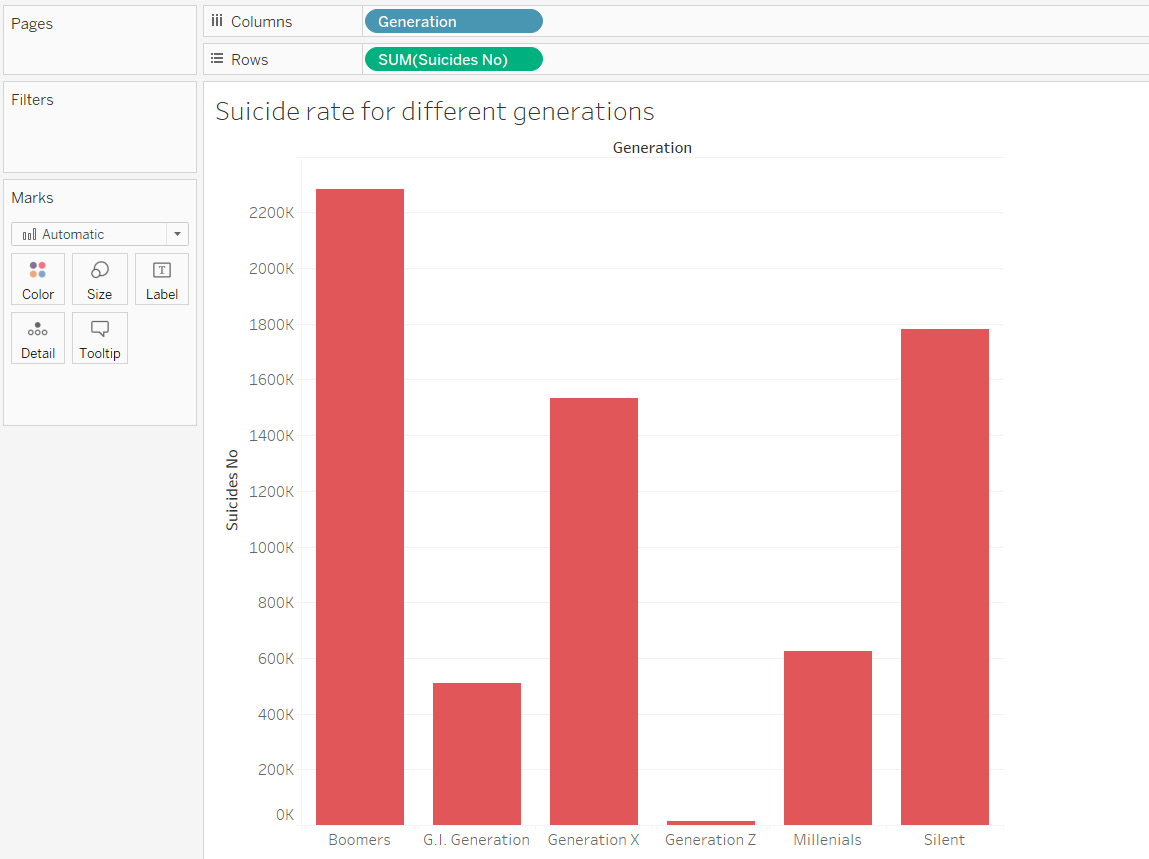 Pages
Columns
Generation
Rows
SUM(Suicides No)
Filters
Marks
Automatic
Color
Size
T
Label
Detail
Tooltip
Suicide rate for different generations
Generation
Suicides No
2200K
2000K
1800K
1600K
1400K
1200K
1000K
800K
600K
400K
200K
0K
Boomers
G.I. Generation
Generation X
Generation Z
Millenials
Silent